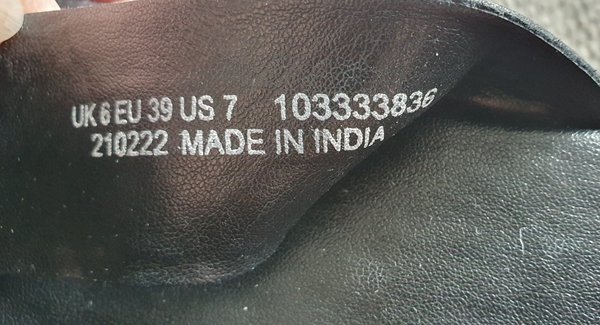 UK 6 EU 39 US 7 103333836
210222 MADE IN INDIA